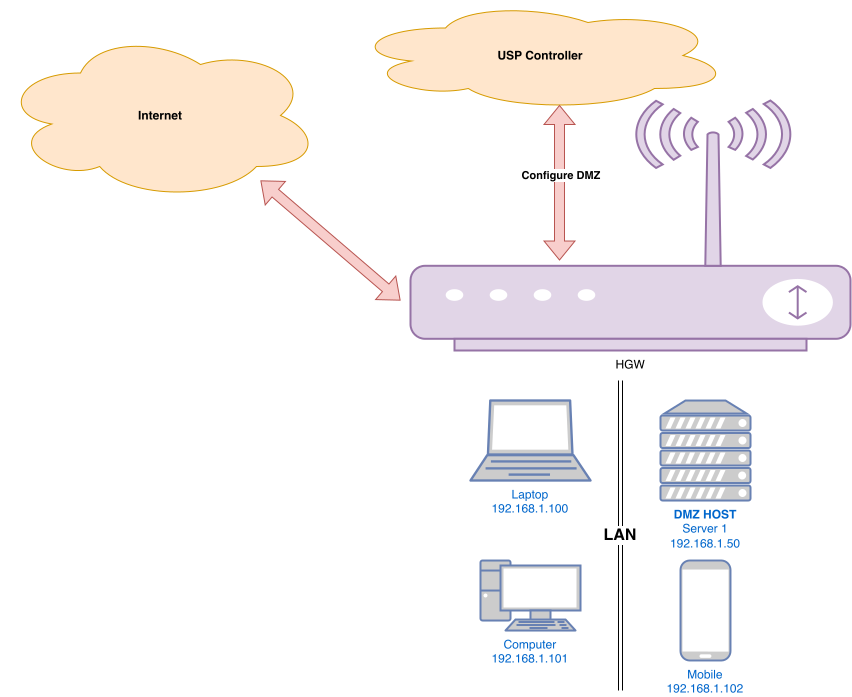 USP Controller
Internet
Configure DMZ
HGW
Laptop
192.168.1.100
DMZ HOST
Server 1
192.168.1.50
LAN
Computer
192.168.1.101
Mobile
192.168.1.102